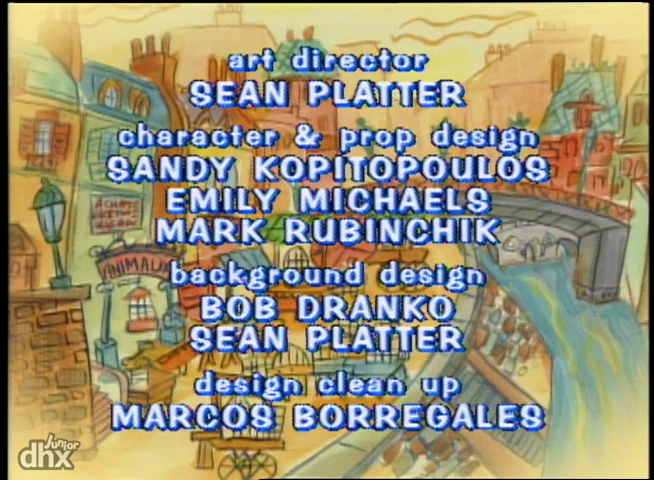 art director
SEAN PLATTER
character & prop design
SANDY KOPITOPOULOS
EMILY MICHAELS
MARK RUBINCHIK
background design
BOB DRANKO
SEAN PLATTER
design clean up
MARCOS BORREGALES
dhx Junior